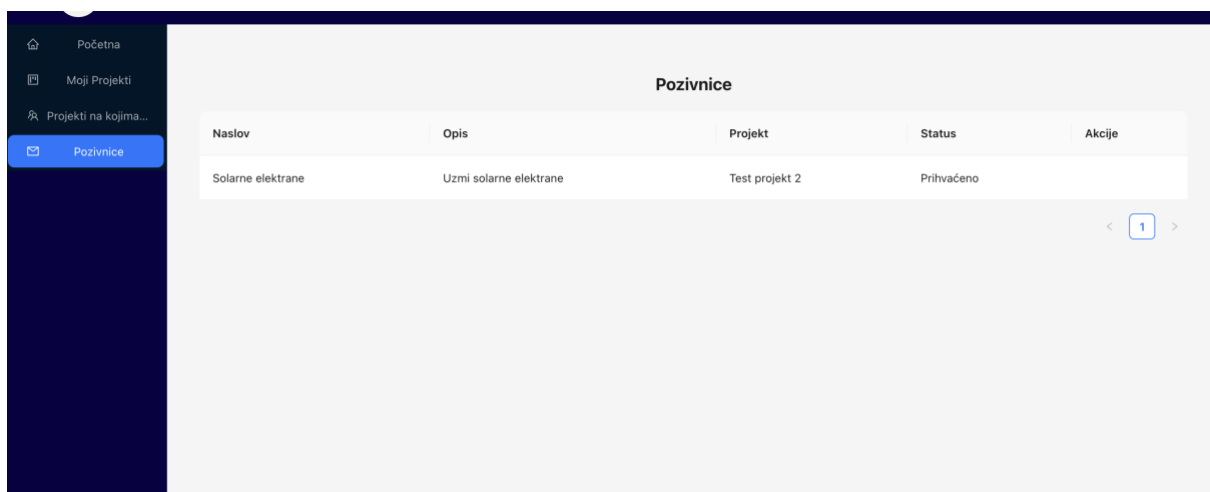 Početna
Moji Projekti
Projekti na kojima...
Pozivnice
Pozivnice
Naslov Opis Projekt Status Akcije
Solarne elektrane Uzmi solarne elektrane Test projekt 2 Prihvaćeno
< 1 >